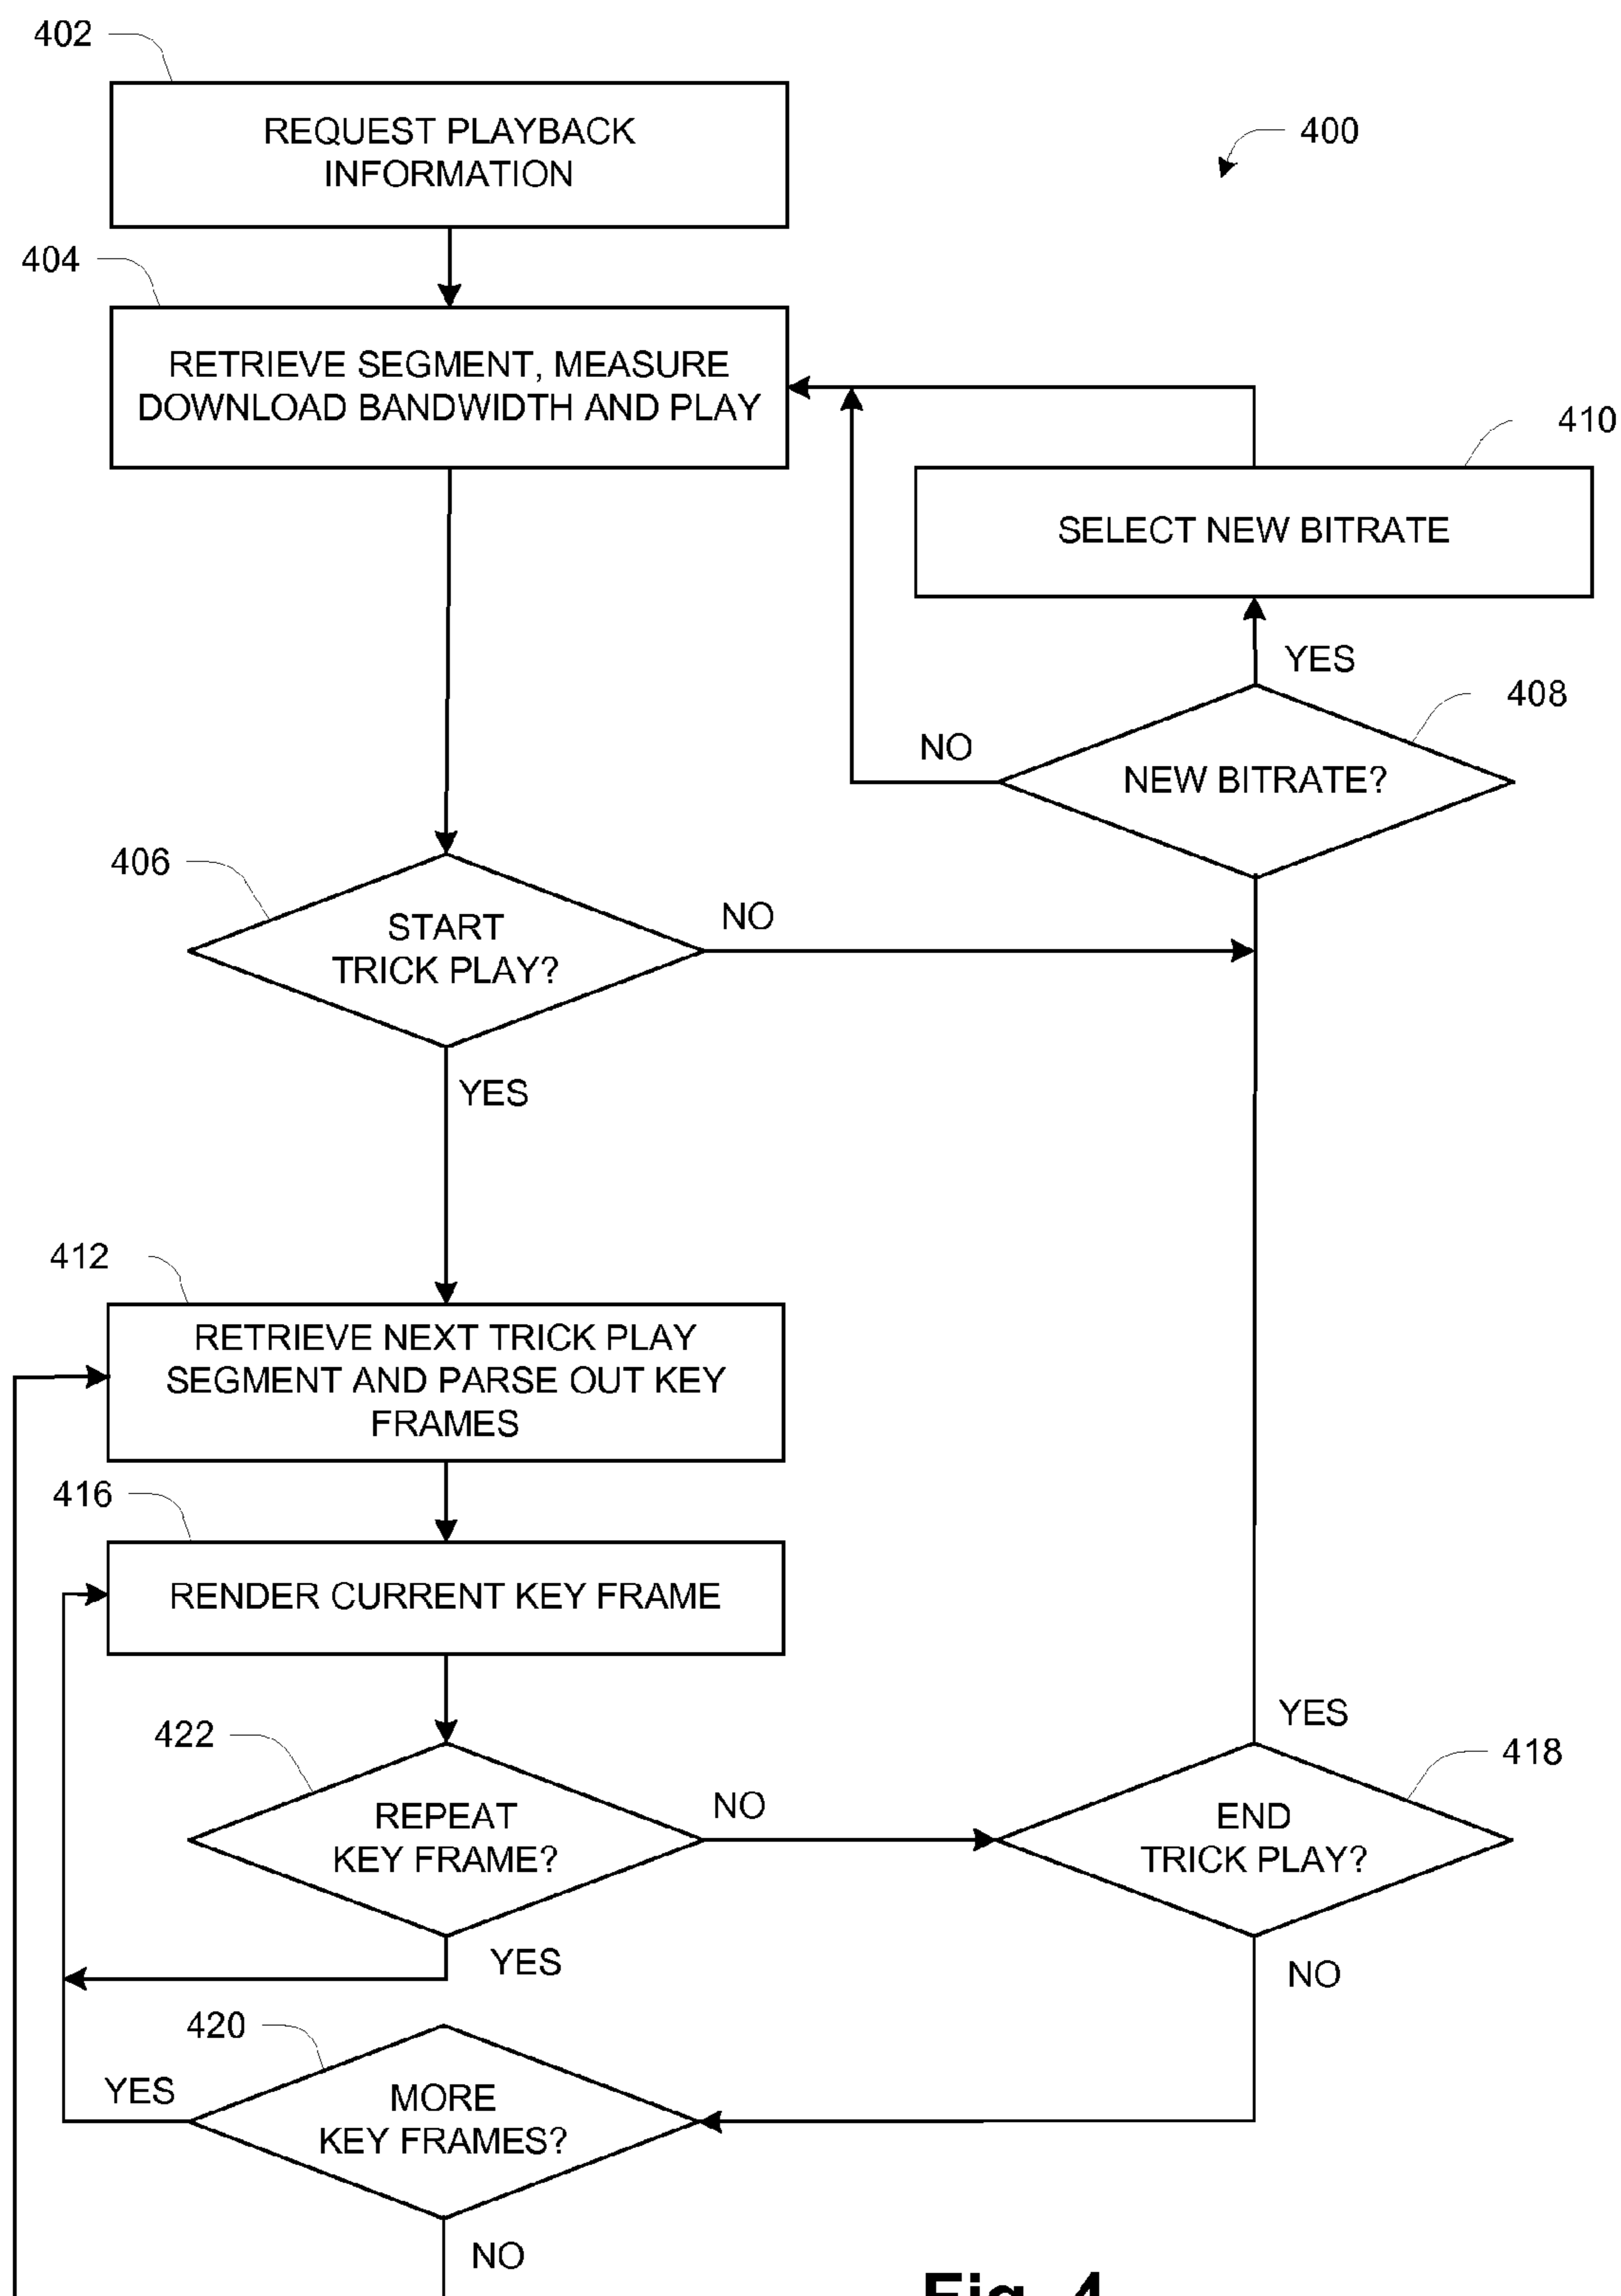 402
REQUEST PLAYBACK
INFORMATION
400
404
RETRIEVE SEGMENT, MEASURE
DOWNLOAD BANDWIDTH AND PLAY
410
SELECT NEW BITRATE
YES
408
NO
NEW BITRATE?
406
START
TRICK PLAY?
NO
YES
412
RETRIEVE NEXT TRICK PLAY
SEGMENT AND PARSE OUT KEY
FRAMES
416
RENDER CURRENT KEY FRAME
YES
422
418
REPEAT
KEY FRAME?
NO
END
TRICK PLAY?
YES
NO
420
YES
MORE
KEY FRAMES?
NO
Fig. 4